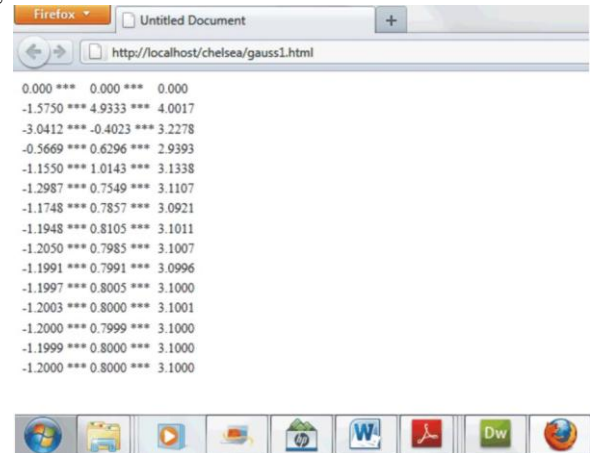 Firefox
Untitled Document
+
http://localhost/chelsea/gauss1.html
0.000 *** 0.000 *** 0.000
-1.5750 *** 4.9333 *** 4.0017
-3.0412 *** -0.4023 *** 3.2278
-0.5669 *** 0.6296 *** 2.9393
-1.1550 *** 1.0143 *** 3.1338
-1.2987 *** 0.7549 *** 3.1107
-1.1748 *** 0.7857 *** 3.0921
-1.1948 *** 0.8105 *** 3.1011
-1.2050 *** 0.7985 *** 3.1007
-1.1991 *** 0.7991 *** 3.0996
-1.1997 *** 0.8005 *** 3.1000
-1.2003 *** 0.8000 *** 3.1001
-1.2000 *** 0.7999 *** 3.1000
-1.1999 *** 0.8000 *** 3.1000
-1.2000 *** 0.8000 *** 3.1000
hp W Dw